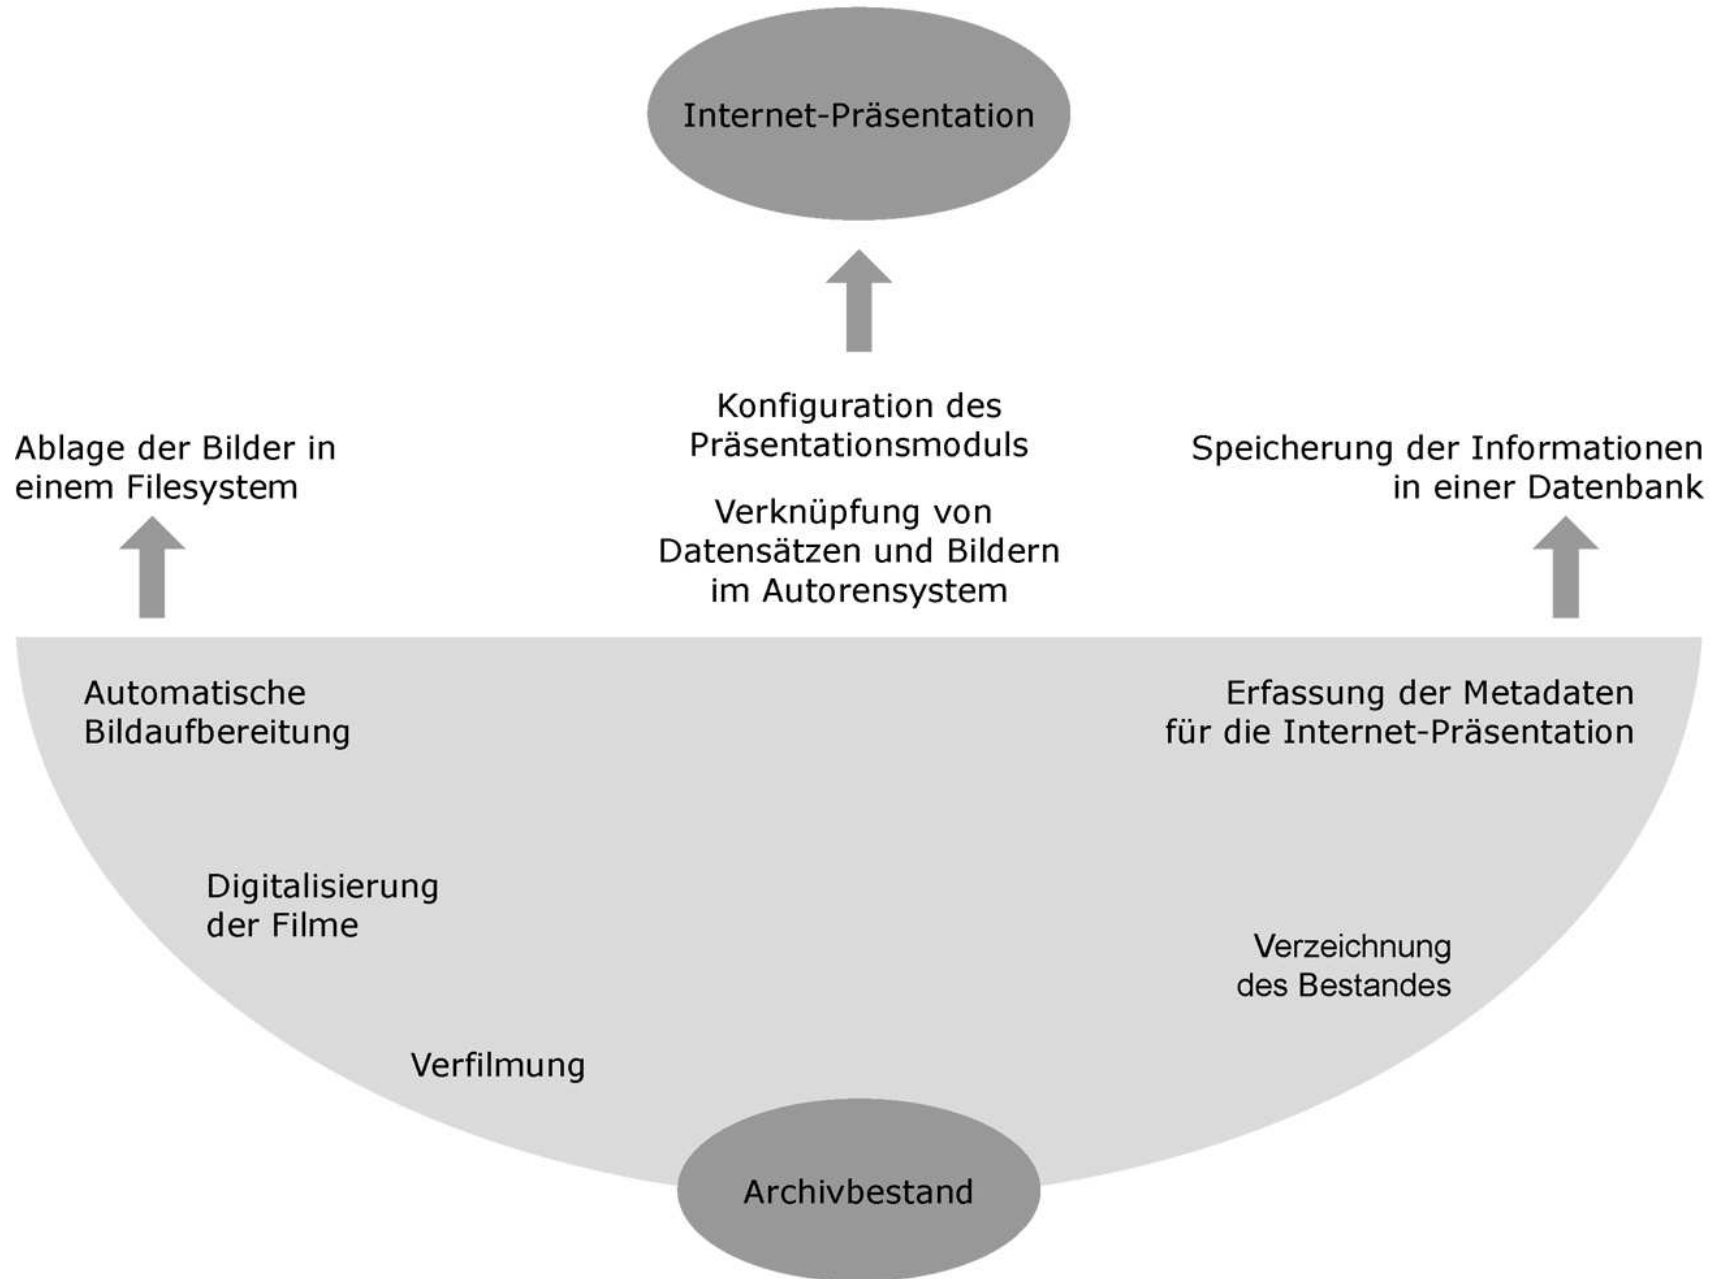 Internet-Präsentation
Konfiguration des
Präsentationsmoduls
Ablage der Bilder in
einem Filesystem
Verknüpfung von
Datensätzen und Bildern
im Autorensystem
Speicherung der Informationen
in einer Datenbank
Automatische
Bildaufbereitung
Erfassung der Metadaten
für die Internet-Präsentation
Digitalisierung
der Filme
Verzeichnung
des Bestandes
Verfilmung
Archivbestand